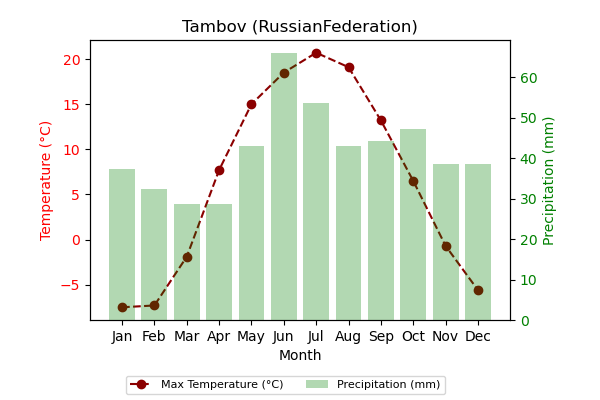 Tambov (RussianFederation)
Temperature (°C)
20
15
10
5
0
−5
Precipitation (mm)
60
50
40
30
20
10
0
Jan Feb Mar Apr May Jun Jul Aug Sep Oct Nov Dec
Month
Max Temperature (°C) Precipitation (mm)